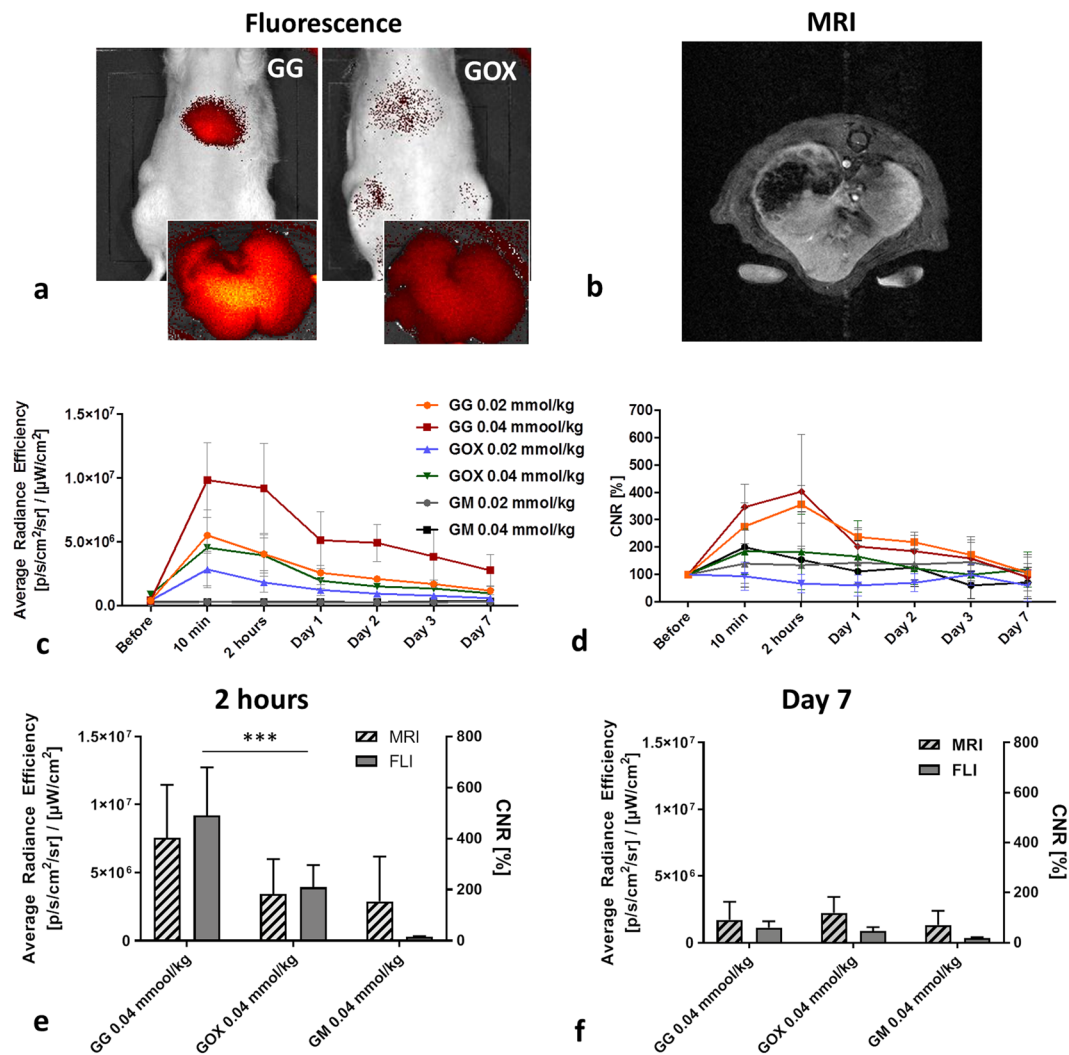 Fluorescence
MRI
GG
GOX
a
b
Average Radiance Efficiency
[p/s/cm²/sr] / [µW/cm²]
1.5×10⁷
1.0×10⁷
5.0×10⁶
0.0
GG 0.02 mmol/kg
GG 0.04 mmool/kg
GOX 0.02 mmol/kg
GOX 0.04 mmol/kg
GM 0.02 mmol/kg
GM 0.04 mmol/kg
Before
10 min
2 hours
Day 1
Day 2
Day 3
Day 7
c
CNR [%]
700
600
500
400
300
200
100
0
Before
10 min
2 hours
Day 1
Day 2
Day 3
Day 7
d
2 hours
Average Radiance Efficiency
[p/s/cm²/sr] / [µW/cm²]
1.5×10⁷
1×10⁷
5×10⁶
0
***
MRI
FLI
800
600
400
200
0
CNR [%]
GG 0.04 mmool/kg
GOX 0.04 mmol/kg
GM 0.04 mmol/kg
e
Day 7
Average Radiance Efficiency
[p/s/cm²/sr] / [µW/cm²]
1.5×10⁷
1×10⁷
5×10⁶
0
MRI
FLI
800
600
400
200
0
CNR [%]
GG 0.04 mmool/kg
GOX 0.04 mmol/kg
GM 0.04 mmol/kg
f